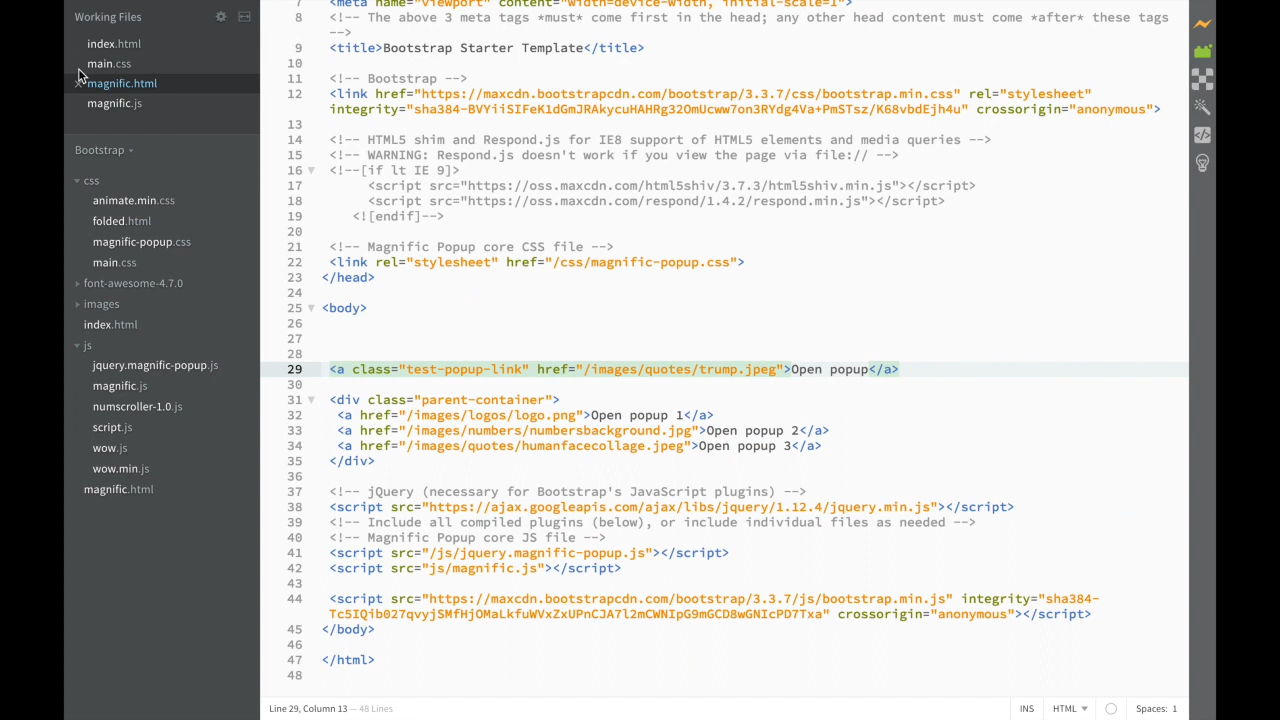 Working Files
index.html
main.css
magnific.html
magnific.js
Bootstrap
css
animate.min.css
folded.html
magnific-popup.css
main.css
font-awesome-4.7.0
images
index.html
js
jquery.magnific-popup.js
magnific.js
numscroller-1.0.js
script.js
wow.js
wow.min.js
magnific.html
7 <meta name="viewport" content="width=device-width, initial-scale=1">
8 <!-- The above 3 meta tags *must* come first in the head; any other head content must come *after* these tags
-->
9 <title>Bootstrap Starter Template</title>
10
11 <!-- Bootstrap -->
12 <link href="https://maxcdn.bootstrapcdn.com/bootstrap/3.3.7/css/bootstrap.min.css" rel="stylesheet"
integrity="sha384-BVYiiSIFeK1dGmJRAkycuHAHRg32OmUcww7on3RYdg4Va+PmSTsz/K68vbdEjh4u" crossorigin="anonymous">
13
14 <!-- HTML5 shim and Respond.js for IE8 support of HTML5 elements and media queries -->
15 <!-- WARNING: Respond.js doesn't work if you view the page via file:// -->
16 <!--[if lt IE 9]>
17 <script src="https://oss.maxcdn.com/html5shiv/3.7.3/html5shiv.min.js"></script>
18 <script src="https://oss.maxcdn.com/respond/1.4.2/respond.min.js"></script>
19 <![endif]-->
20
21 <!-- Magnific Popup core CSS file -->
22 <link rel="stylesheet" href="/css/magnific-popup.css">
23 </head>
24
25 <body>
26
27
28
29 <a class="test-popup-link" href="/images/quotes/trump.jpeg">Open popup</a>
30
31 <div class="parent-container">
32 <a href="/images/logos/logo.png">Open popup 1</a>
33 <a href="/images/numbers/numbersbackground.jpg">Open popup 2</a>
34 <a href="/images/quotes/humanfacecollage.jpeg">Open popup 3</a>
35 </div>
36
37 <!-- jQuery (necessary for Bootstrap's JavaScript plugins) -->
38 <script src="https://ajax.googleapis.com/ajax/libs/jquery/1.12.4/jquery.min.js"></script>
39 <!-- Include all compiled plugins (below), or include individual files as needed -->
40 <!-- Magnific Popup core JS file -->
41 <script src="/js/jquery.magnific-popup.js"></script>
42 <script src="js/magnific.js"></script>
43
44 <script src="https://maxcdn.bootstrapcdn.com/bootstrap/3.3.7/js/bootstrap.min.js" integrity="sha384-
Tc5IQib027qvyjSMfHjOMaLkfuWVxZxUPnCJA7l2mCWNIpG9mGCD8wGNIcPD7Txa" crossorigin="anonymous"></script>
45 </body>
46
47 </html>
48
Line 29, Column 13 — 48 Lines
INS
HTML
Spaces: 1